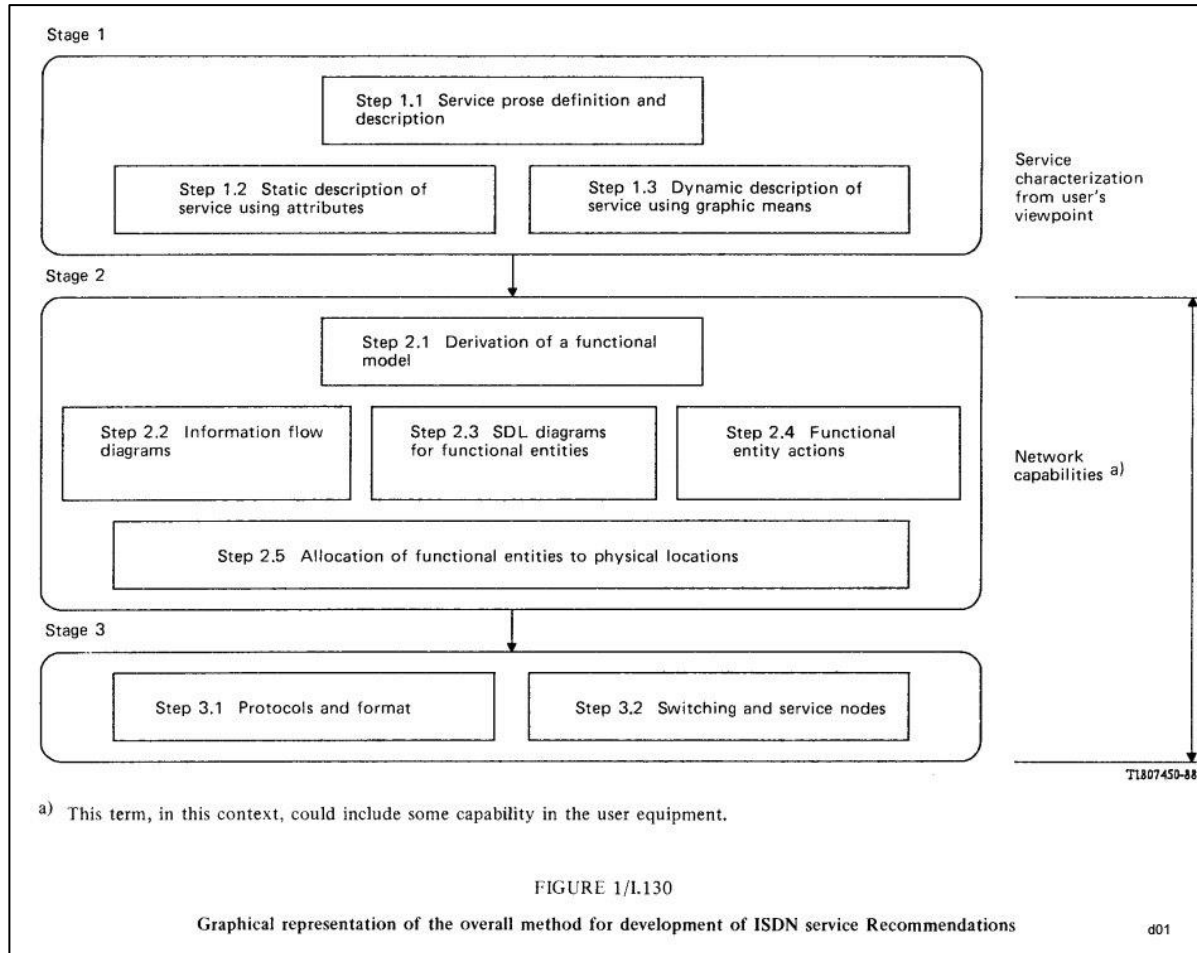 Stage 1
Step 1.1 Service prose definition and
description
Step 1.2 Static description of
service using attributes
Step 1.3 Dynamic description of
service using graphic means
Service
characterization
from user's
viewpoint
Stage 2
Step 2.1 Derivation of a functional
model
Step 2.2 Information flow
diagrams
Step 2.3 SDL diagrams
for functional entities
Step 2.4 Functional
entity actions
Network
capabilities a)
Step 2.5 Allocation of functional entities to physical locations
Stage 3
Step 3.1 Protocols and format
Step 3.2 Switching and service nodes
T1807450-88
a) This term, in this context, could include some capability in the user equipment.
FIGURE 1/I.130
Graphical representation of the overall method for development of ISDN service Recommendations
d01